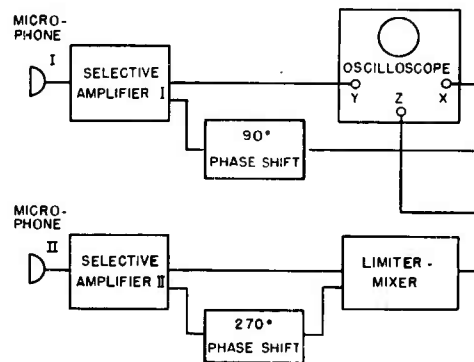 MICRO-
PHONE
I
SELECTIVE
AMPLIFIER I
OSCILLOSCOPE
Y Z X
90°
PHASE SHIFT
MICRO-
PHONE
II
SELECTIVE
AMPLIFIER II
LIMITER -
MIXER
270°
PHASE SHIFT